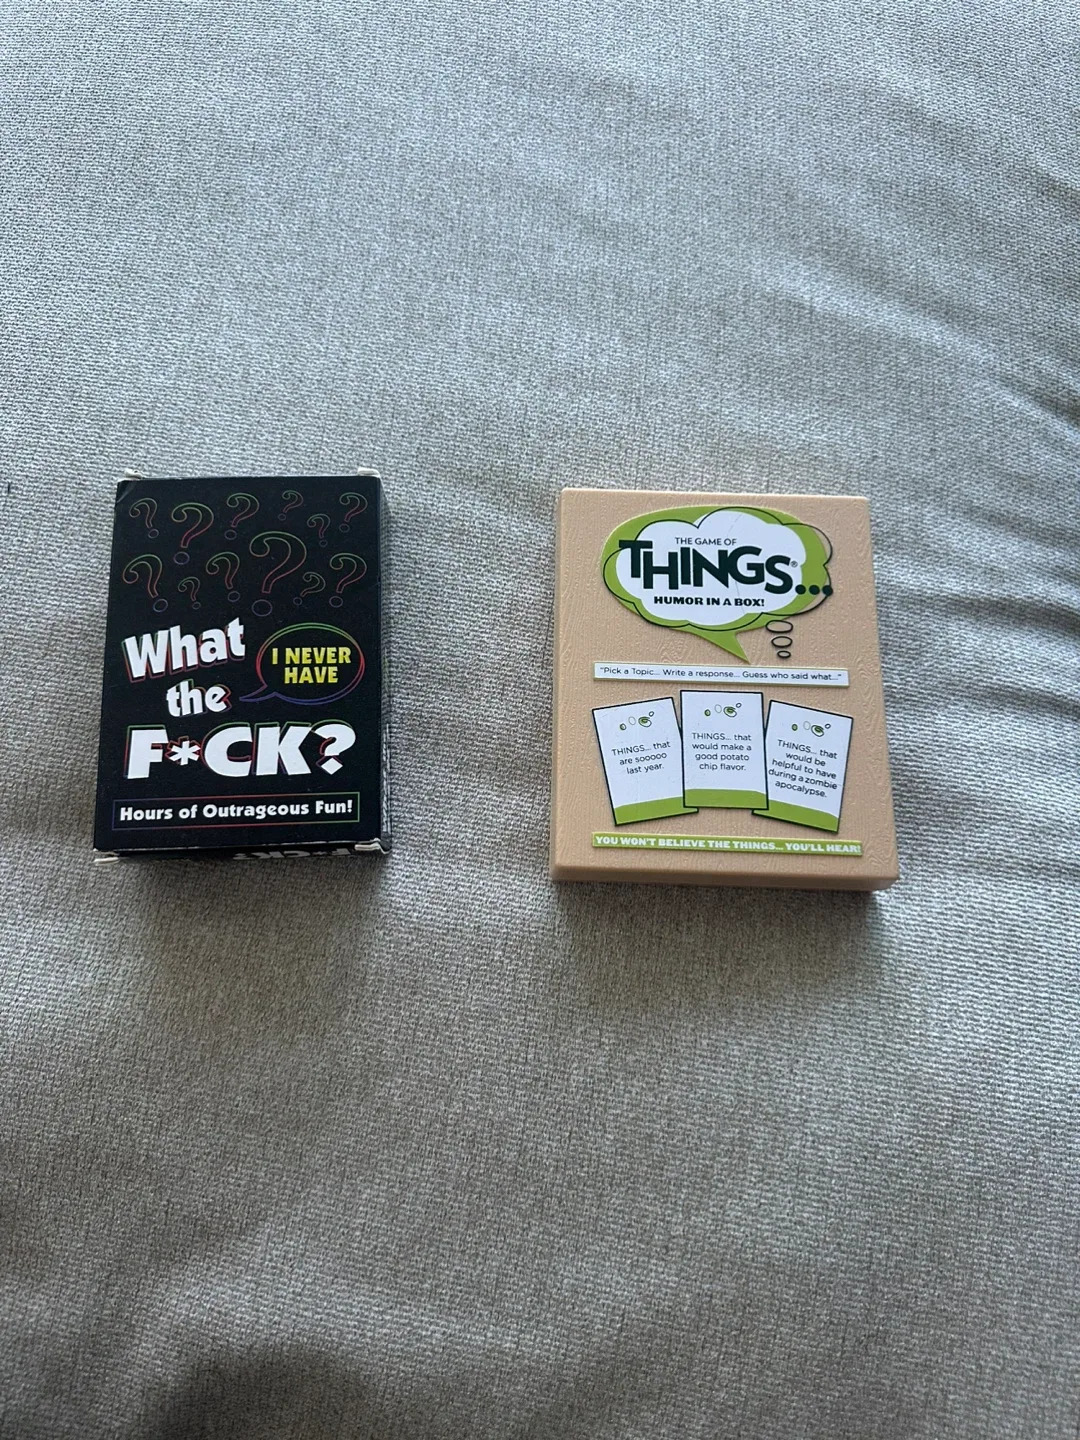 What
the
F*CK?
I NEVER
HAVE
Hours of Outrageous Fun!
THE GAME OF
THINGS...®
HUMOR IN A BOX!
"Pick a Topic... Write a response... Guess who said what..."
THINGS... that
are sooooo
last year.
THINGS... that
would make a
good potato
chip flavor.
THINGS... that
would be
helpful to have
during a zombie
apocalypse.
YOU WON'T BELIEVE THE THINGS... YOU'LL HEAR!